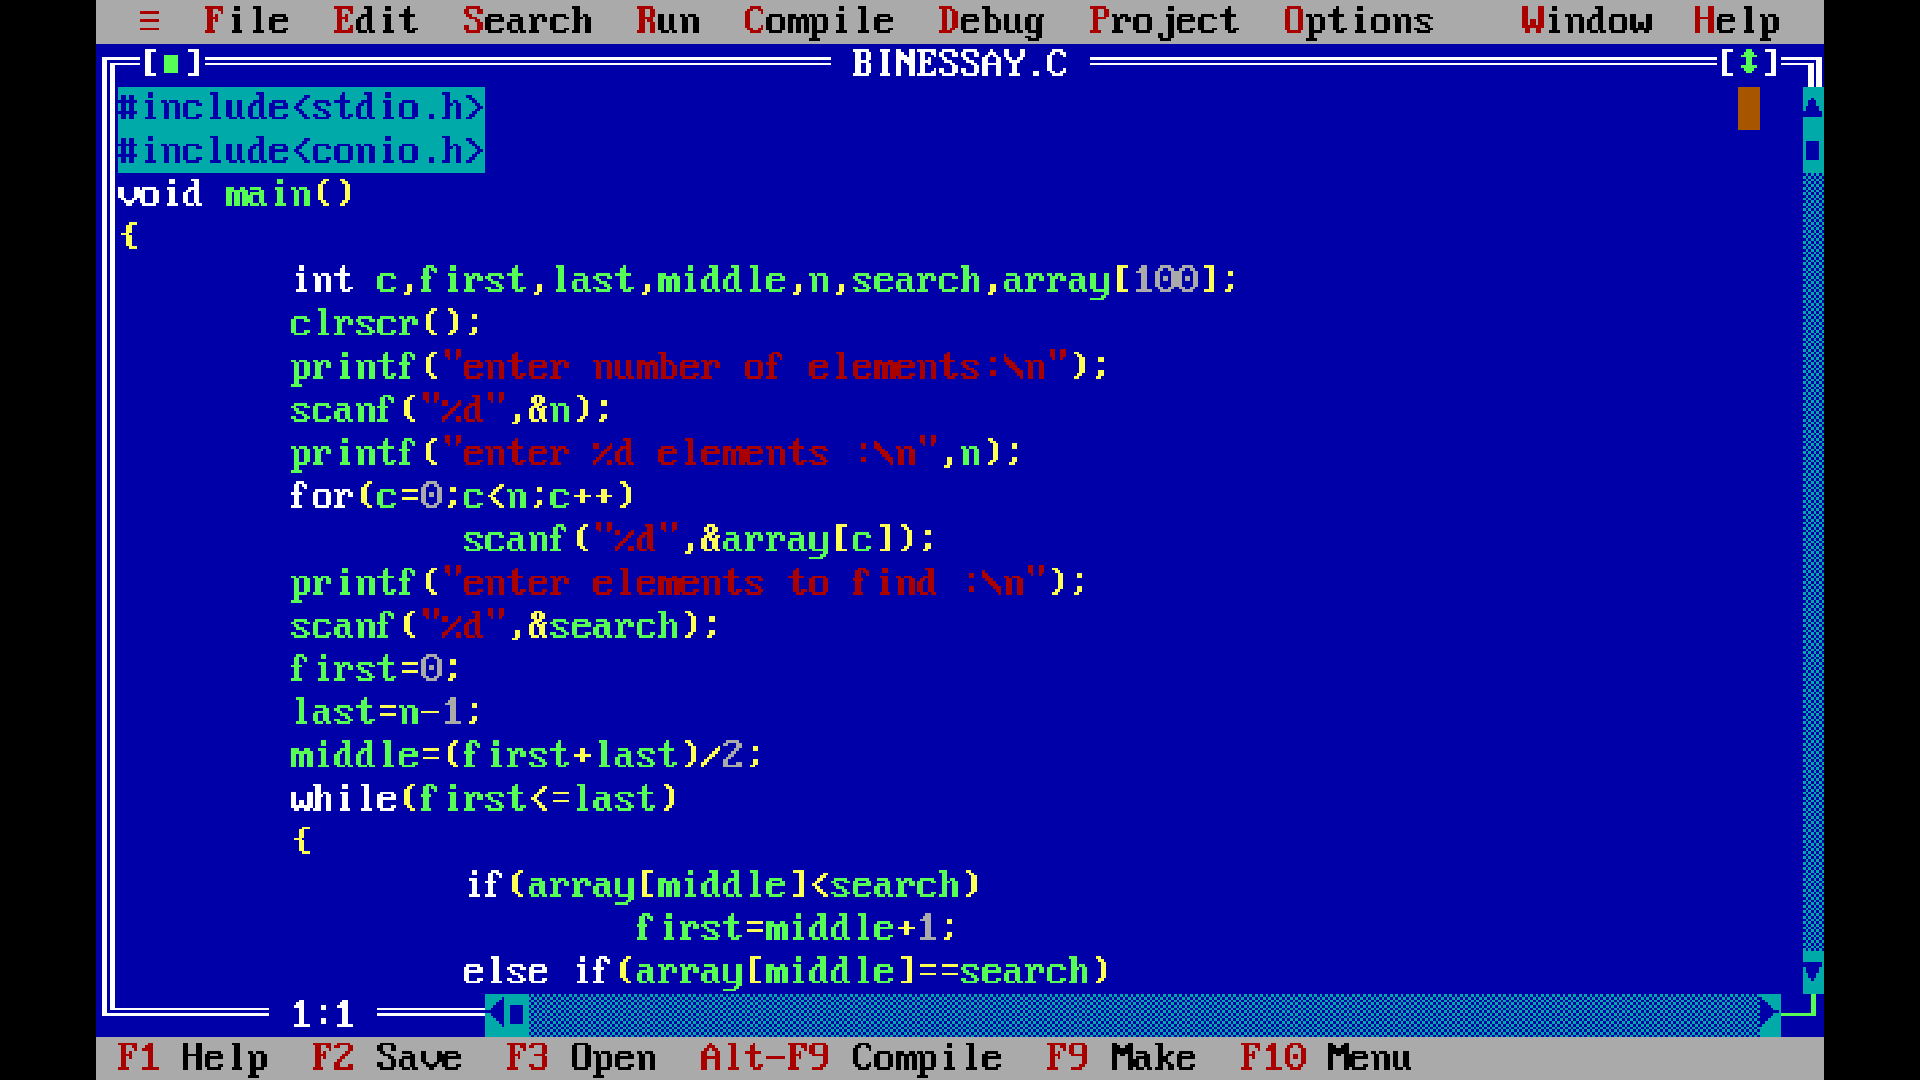 ≡ File Edit Search Run Compile Debug Project Options Window Help
[■] BINESSAY.C [↕]
#include<stdio.h>
#include<conio.h>
void main()
{
int c,first,last,middle,n,search,array[100];
clrscr();
printf("enter number of elements:\n");
scanf("%d",&n);
printf("enter %d elements :\n",n);
for(c=0;c<n;c++)
scanf("%d",&array[c]);
printf("enter elements to find :\n");
scanf("%d",&search);
first=0;
last=n-1;
middle=(first+last)/2;
while(first<=last)
{
if(array[middle]<search)
first=middle+1;
else if(array[middle]==search)
1:1
F1 Help F2 Save F3 Open Alt-F9 Compile F9 Make F10 Menu